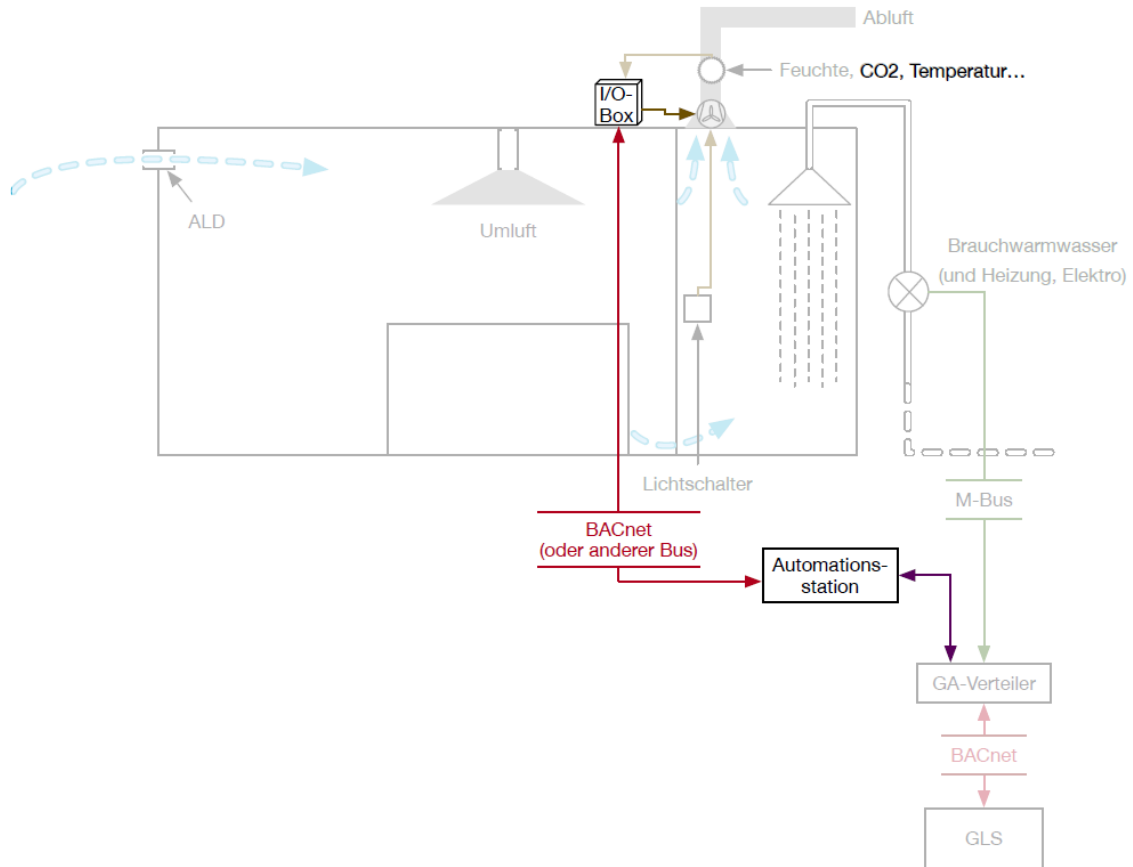 Abluft
Feuchte, CO2, Temperatur...
I/O-
Box
ALD
Umluft
Brauchwarmwasser
(und Heizung, Elektro)
Lichtschalter
M-Bus
BACnet
(oder anderer Bus)
Automations-
station
GA-Verteiler
BACnet
GLS